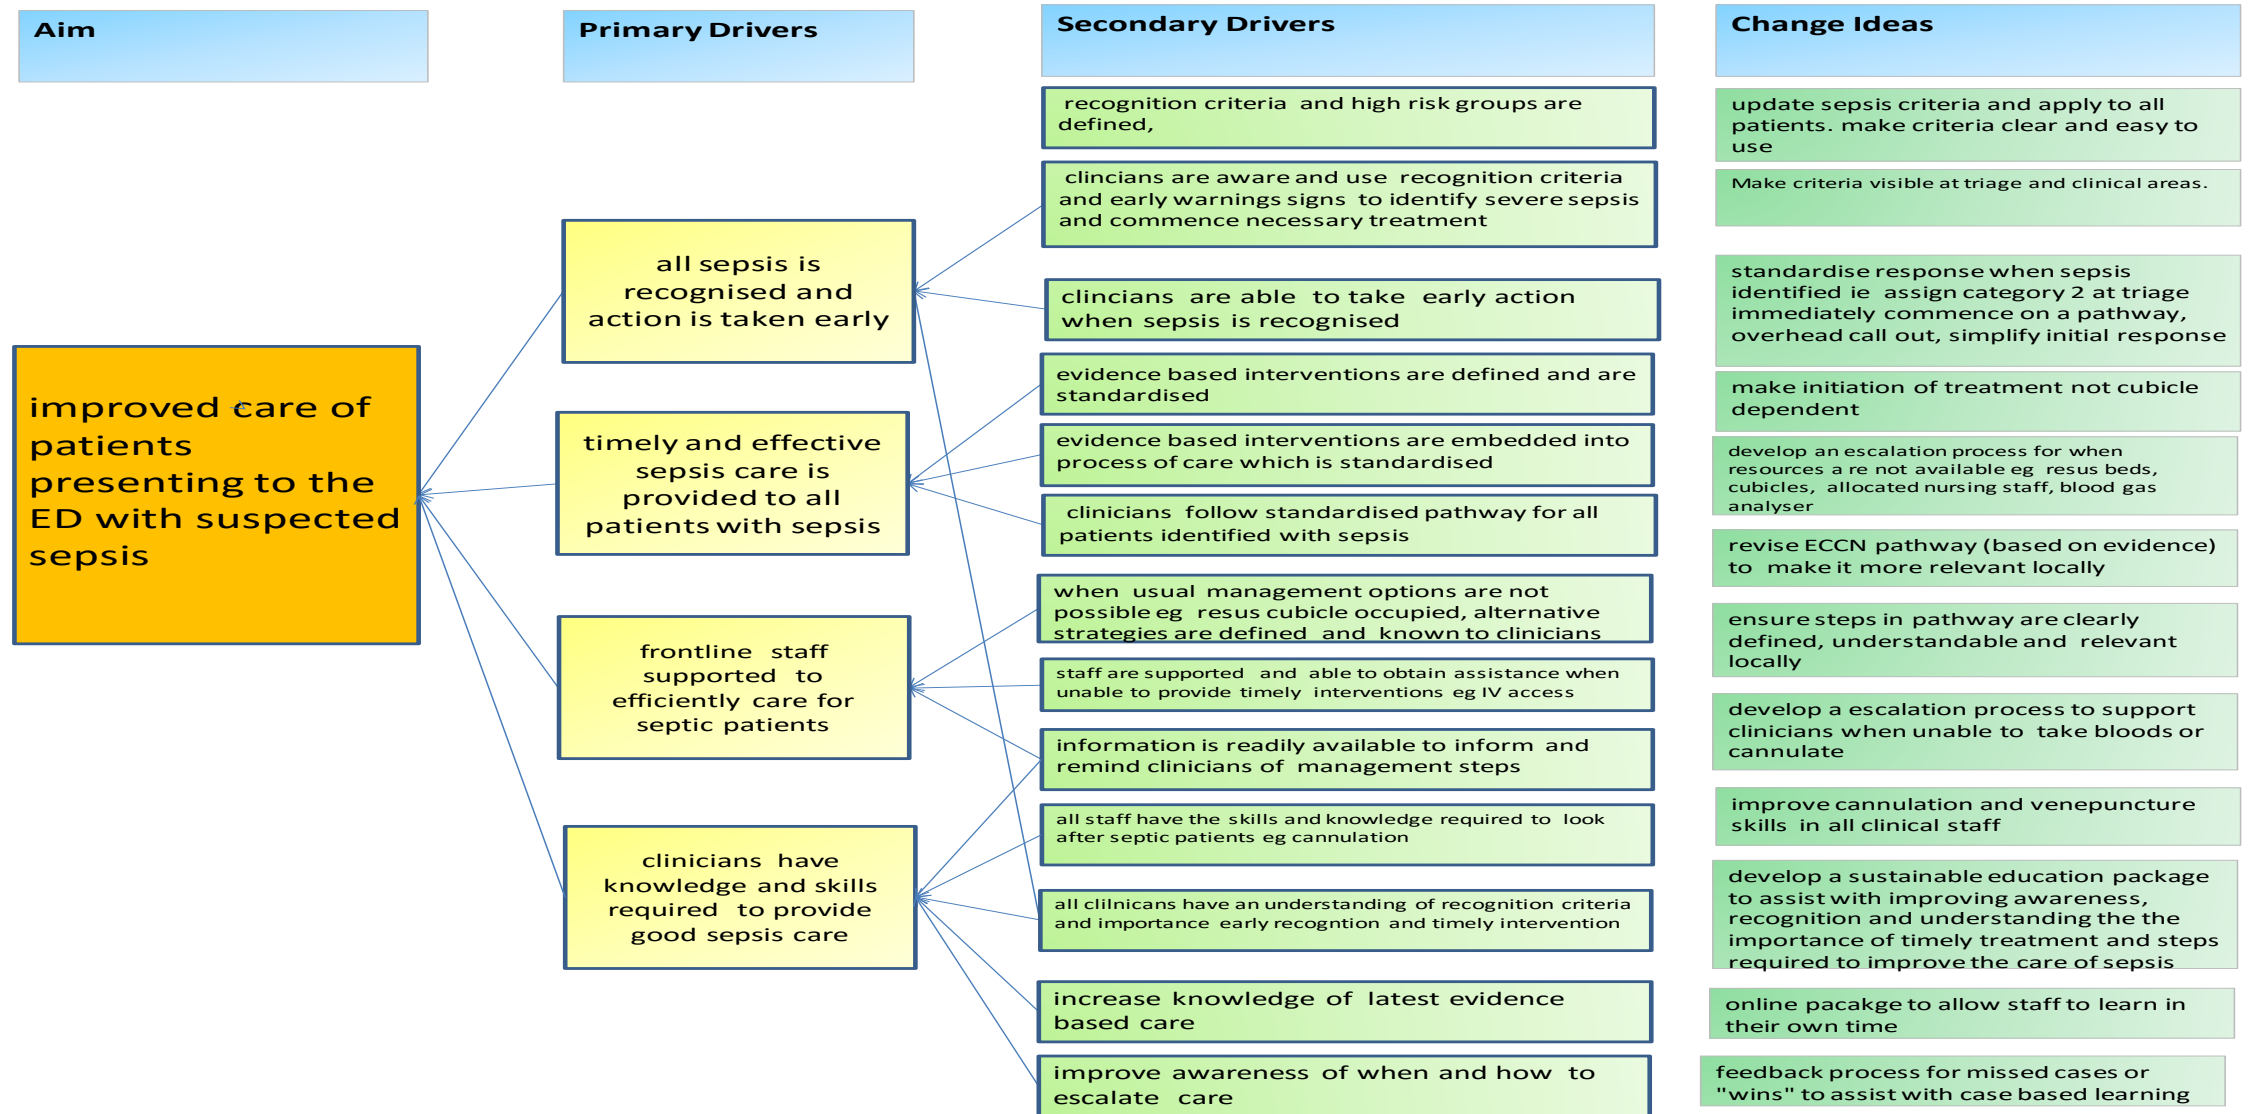 Aim
Primary Drivers
Secondary Drivers
Change Ideas
improved care of
patients
presenting to the
ED with suspected
sepsis
all sepsis is
recognised and
action is taken early
timely and effective
sepsis care is
provided to all
patients with sepsis
frontline staff
supported to
efficiently care for
septic patients
clinicians have
knowledge and skills
required to provide
good sepsis care
recognition criteria and high risk groups are
defined,
clincians are aware and use recognition criteria
and early warnings signs to identify severe sepsis
and commence necessary treatment
clincians are able to take early action
when sepsis is recognised
evidence based interventions are defined and are
standardised
evidence based interventions are embedded into
process of care which is standardised
clinicians follow standardised pathway for all
patients identified with sepsis
when usual management options are not
possible eg resus cubicle occupied, alternative
strategies are defined and known to clinicians
staff are supported and able to obtain assistance when
unable to provide timely interventions eg IV access
information is readily available to inform and
remind clinicians of management steps
all staff have the skills and knowledge required to look
after septic patients eg cannulation
all clilnicans have an understanding of recognition criteria
and importance early recogntion and timely intervention
increase knowledge of latest evidence
based care
improve awareness of when and how to
escalate care
update sepsis criteria and apply to all
patients. make criteria clear and easy to
use
Make criteria visible at triage and clinical areas.
standardise response when sepsis
identified ie assign category 2 at triage
immediately commence on a pathway,
overhead call out, simplify initial response
make initiation of treatment not cubicle
dependent
develop an escalation process for when
resources a re not available eg resus beds,
cubicles, allocated nursing staff, blood gas
analyser
revise ECCN pathway (based on evidence)
to make it more relevant locally
ensure steps in pathway are clearly
defined, understandable and relevant
locally
develop a escalation process to support
clinicians when unable to take bloods or
cannulate
improve cannulation and venepuncture
skills in all clinical staff
develop a sustainable education package
to assist with improving awareness,
recognition and understanding the the
importance of timely treatment and steps
required to improve the care of sepsis
online pacakge to allow staff to learn in
their own time
feedback process for missed cases or
"wins" to assist with case based learning